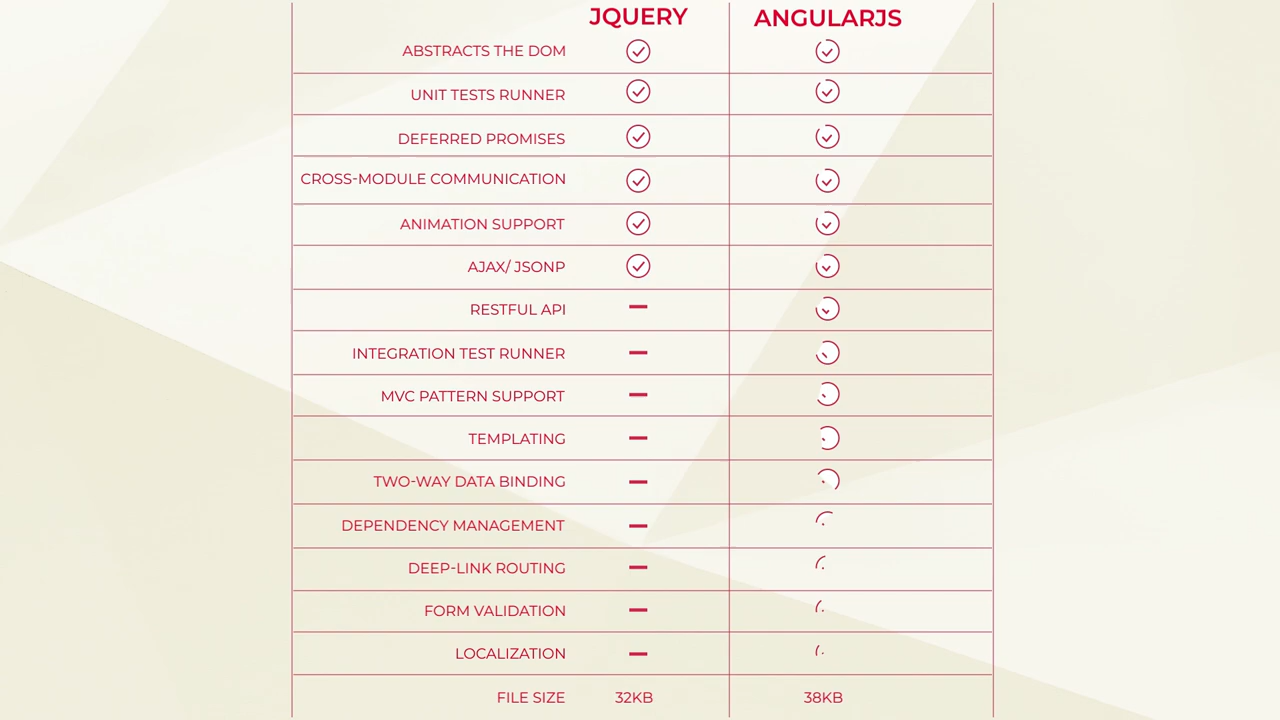 JQUERY ANGULARJS
ABSTRACTS THE DOM
UNIT TESTS RUNNER
DEFERRED PROMISES
CROSS-MODULE COMMUNICATION
ANIMATION SUPPORT
AJAX/ JSONP
RESTFUL API
INTEGRATION TEST RUNNER
MVC PATTERN SUPPORT
TEMPLATING
TWO-WAY DATA BINDING
DEPENDENCY MANAGEMENT
DEEP-LINK ROUTING
FORM VALIDATION
LOCALIZATION
FILE SIZE 32KB 38KB